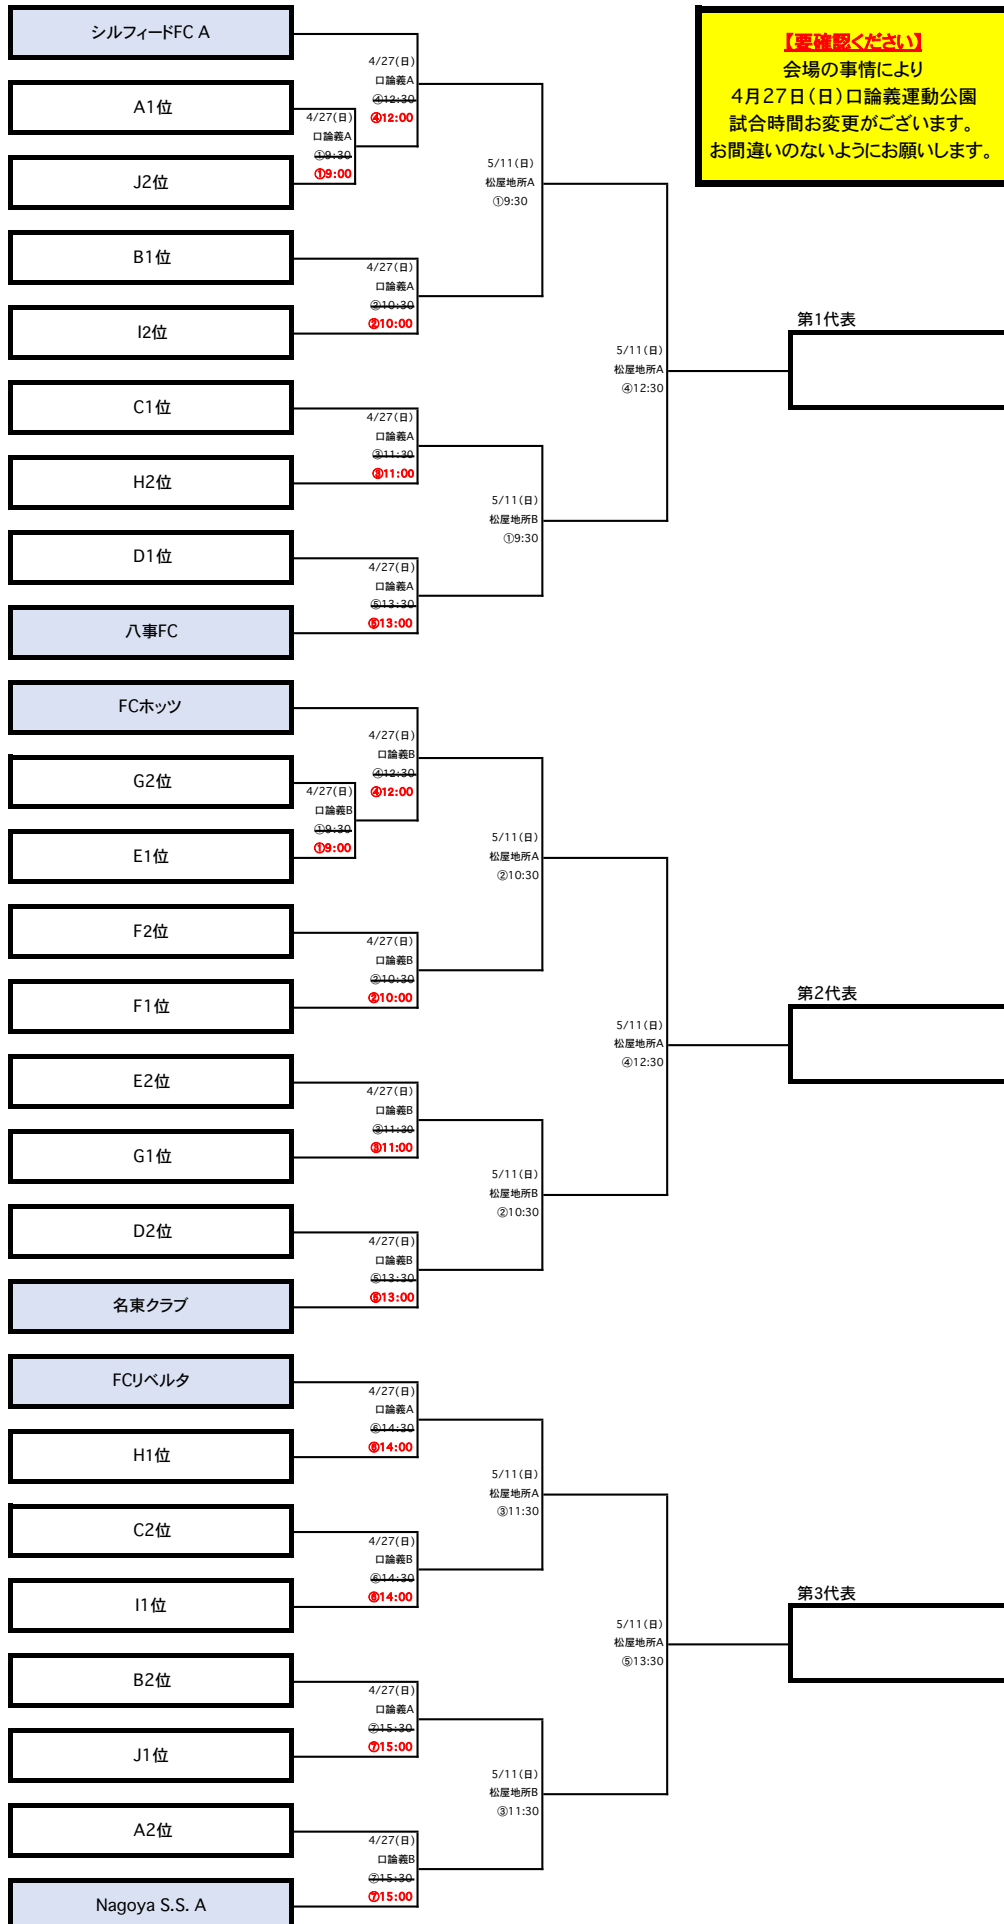 シルフィードFC A
【要確認ください】
会場の事情により
4月27日(日)口論義運動公園
試合時間お変更がございます。
お間違いのないようにお願いします。
4/27(日)
口論義A
④12:30
④12:00
A1位
4/27(日)
口論義A
①9:30
①9:00
J2位
5/11(日)
松屋地所A
①9:30
B1位
4/27(日)
口論義A
②10:30
②10:00
I2位
第1代表
5/11(日)
松屋地所A
④12:30
C1位
4/27(日)
口論義A
③11:30
③11:00
H2位
5/11(日)
松屋地所B
①9:30
D1位
4/27(日)
口論義A
⑤13:30
⑤13:00
八事FC
FCホッツ
4/27(日)
口論義B
④12:30
④12:00
G2位
4/27(日)
口論義B
①9:30
①9:00
E1位
5/11(日)
松屋地所A
②10:30
F2位
4/27(日)
口論義B
②10:30
②10:00
F1位
第2代表
5/11(日)
松屋地所A
④12:30
E2位
4/27(日)
口論義B
③11:30
③11:00
G1位
5/11(日)
松屋地所B
②10:30
D2位
4/27(日)
口論義B
⑤13:30
⑤13:00
名東クラブ
FCリベルタ
4/27(日)
口論義A
⑥14:30
⑥14:00
H1位
5/11(日)
松屋地所A
③11:30
C2位
4/27(日)
口論義B
⑥14:30
⑥14:00
I1位
第3代表
5/11(日)
松屋地所A
⑤13:30
B2位
4/27(日)
口論義A
⑦15:30
⑦15:00
J1位
5/11(日)
松屋地所B
③11:30
A2位
4/27(日)
口論義B
⑦15:30
⑦15:00
Nagoya S.S. A